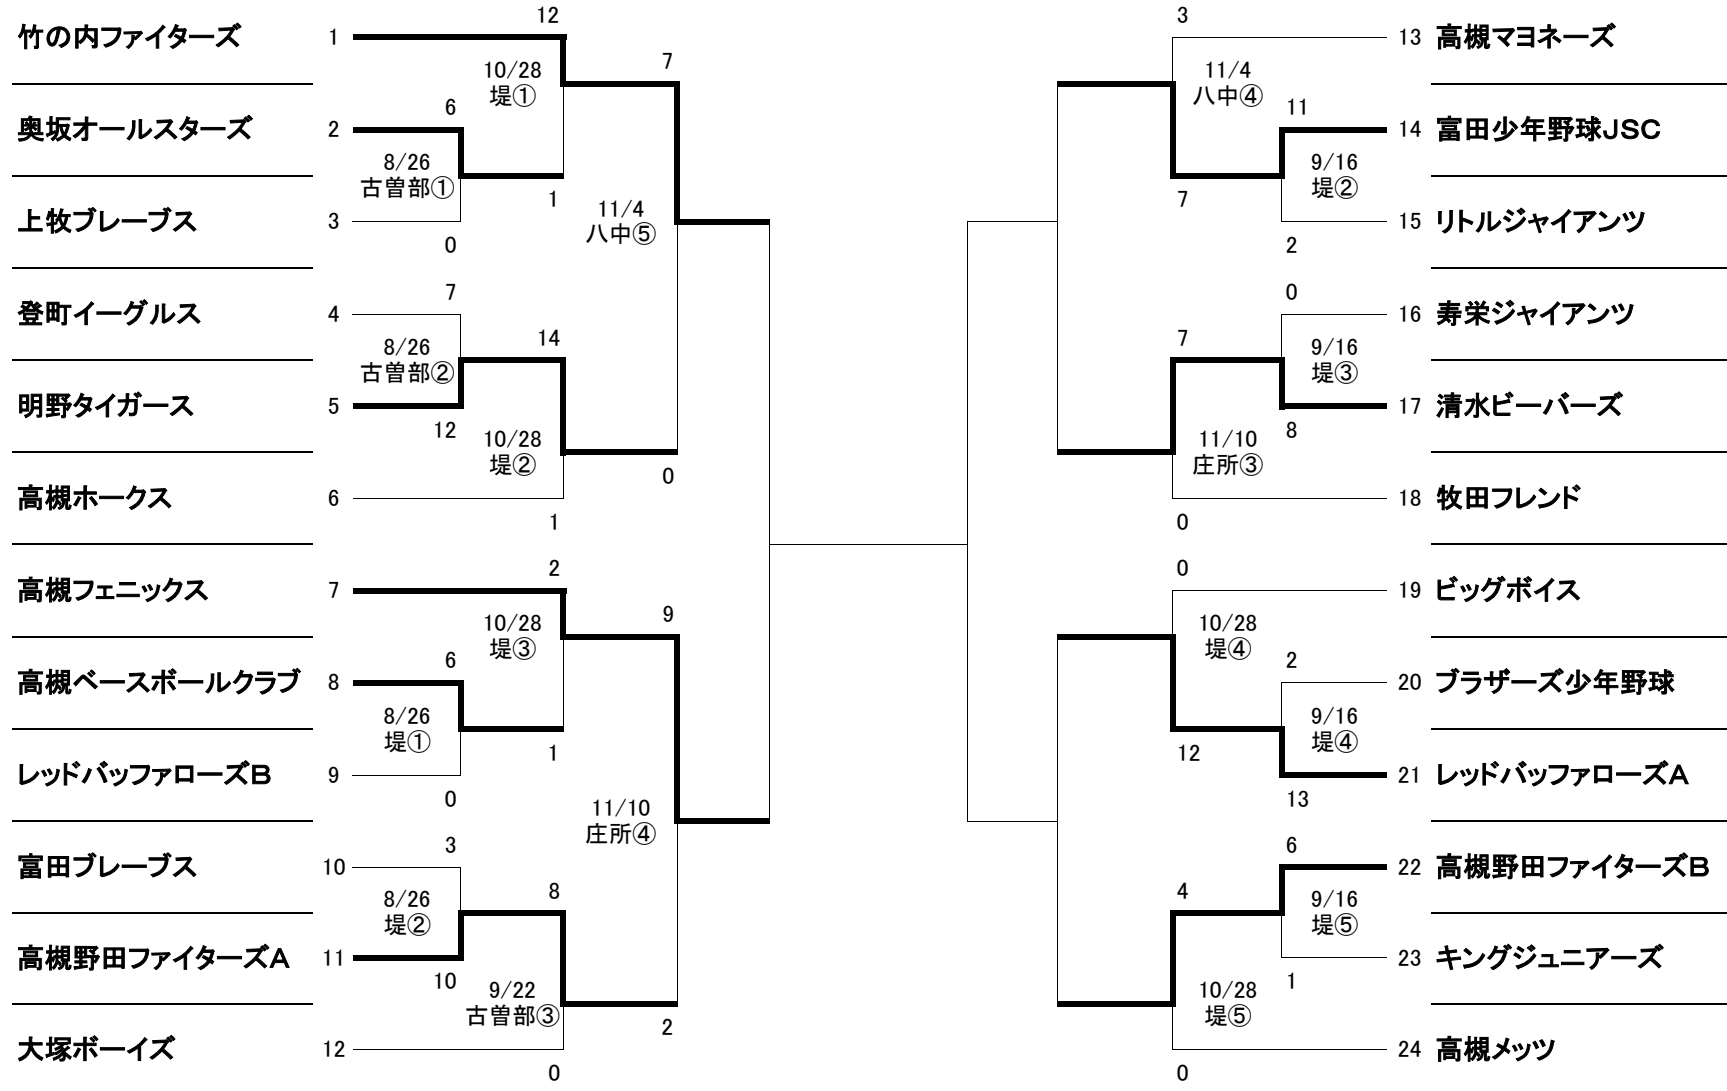 竹の内ファイターズ 1
奥坂オールスターズ 2
上牧ブレーブス 3
登町イーグルス 4
明野タイガース 5
高槻ホークス 6
高槻フェニックス 7
高槻ベースボールクラブ 8
レッドバッファローズB 9
富田ブレーブス 10
高槻野田ファイターズA 11
大塚ボーイズ 12
12
10/28
堤①
6
8/26
古曽部①
1
0
7
11/4
八中⑤
7
8/26
古曽部②
14
12
10/28
堤②
0
1
2
10/28
堤③
6
8/26
堤①
1
0
9
11/10
庄所④
3
8/26
堤②
8
10
9/22
古曽部③
2
0
3
11/4
八中④
11
9/16
堤②
7
2
0
7
9/16
堤③
8
11/10
庄所③
0
0
10/28
堤④
2
9/16
堤④
12
13
6
4
9/16
堤⑤
1
10/28
堤⑤
0
13 高槻マヨネーズ
14 富田少年野球JSC
15 リトルジャイアンツ
16 寿栄ジャイアンツ
17 清水ビーバーズ
18 牧田フレンド
19 ビッグボイス
20 ブラザーズ少年野球
21 レッドバッファローズA
22 高槻野田ファイターズB
23 キングジュニアーズ
24 高槻メッツ